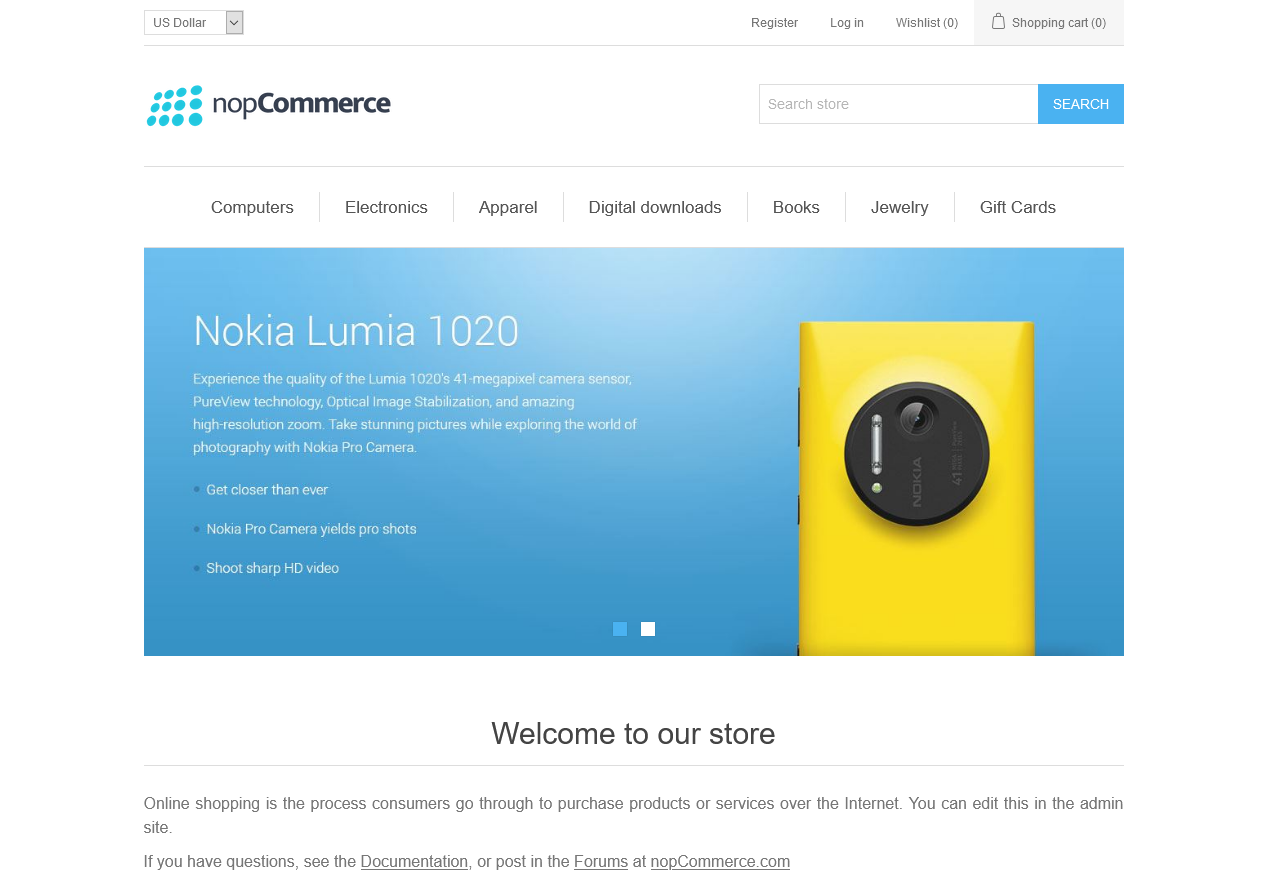 US Dollar
Register
Log in
Wishlist (0)
Shopping cart (0)
nopCommerce
Search store
SEARCH
Computers
Electronics
Apparel
Digital downloads
Books
Jewelry
Gift Cards
Nokia Lumia 1020
Experience the quality of the Lumia 1020's 41-megapixel camera sensor,
PureView technology, Optical Image Stabilization, and amazing
high-resolution zoom. Take stunning pictures while exploring the world of
photography with Nokia Pro Camera.
Get closer than ever
Nokia Pro Camera yields pro shots
Shoot sharp HD video
NOKIA
41
Welcome to our store
Online shopping is the process consumers go through to purchase products or services over the Internet. You can edit this in the admin
site.
If you have questions, see the Documentation, or post in the Forums at nopCommerce.com